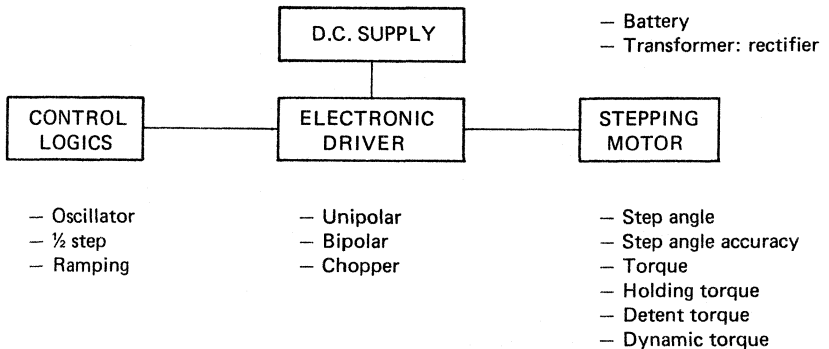 D.C. SUPPLY
— Battery
— Transformer: rectifier
CONTROL
LOGICS
ELECTRONIC
DRIVER
STEPPING
MOTOR
— Oscillator
— ½ step
— Ramping
— Unipolar
— Bipolar
— Chopper
— Step angle
— Step angle accuracy
— Torque
— Holding torque
— Detent torque
— Dynamic torque